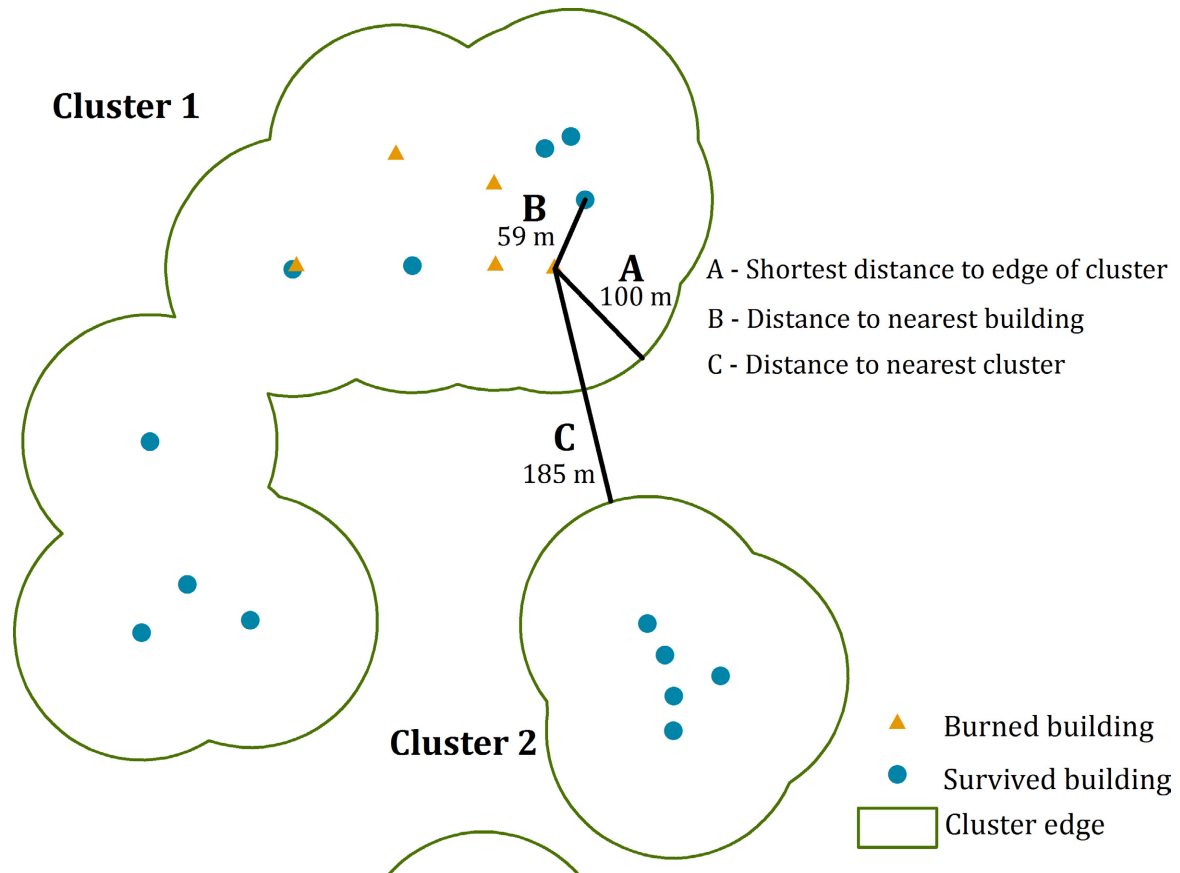 Cluster 1
B
59 m
A
100 m
A - Shortest distance to edge of cluster
B - Distance to nearest building
C - Distance to nearest cluster
C
185 m
Cluster 2
Burned building
Survived building
Cluster edge